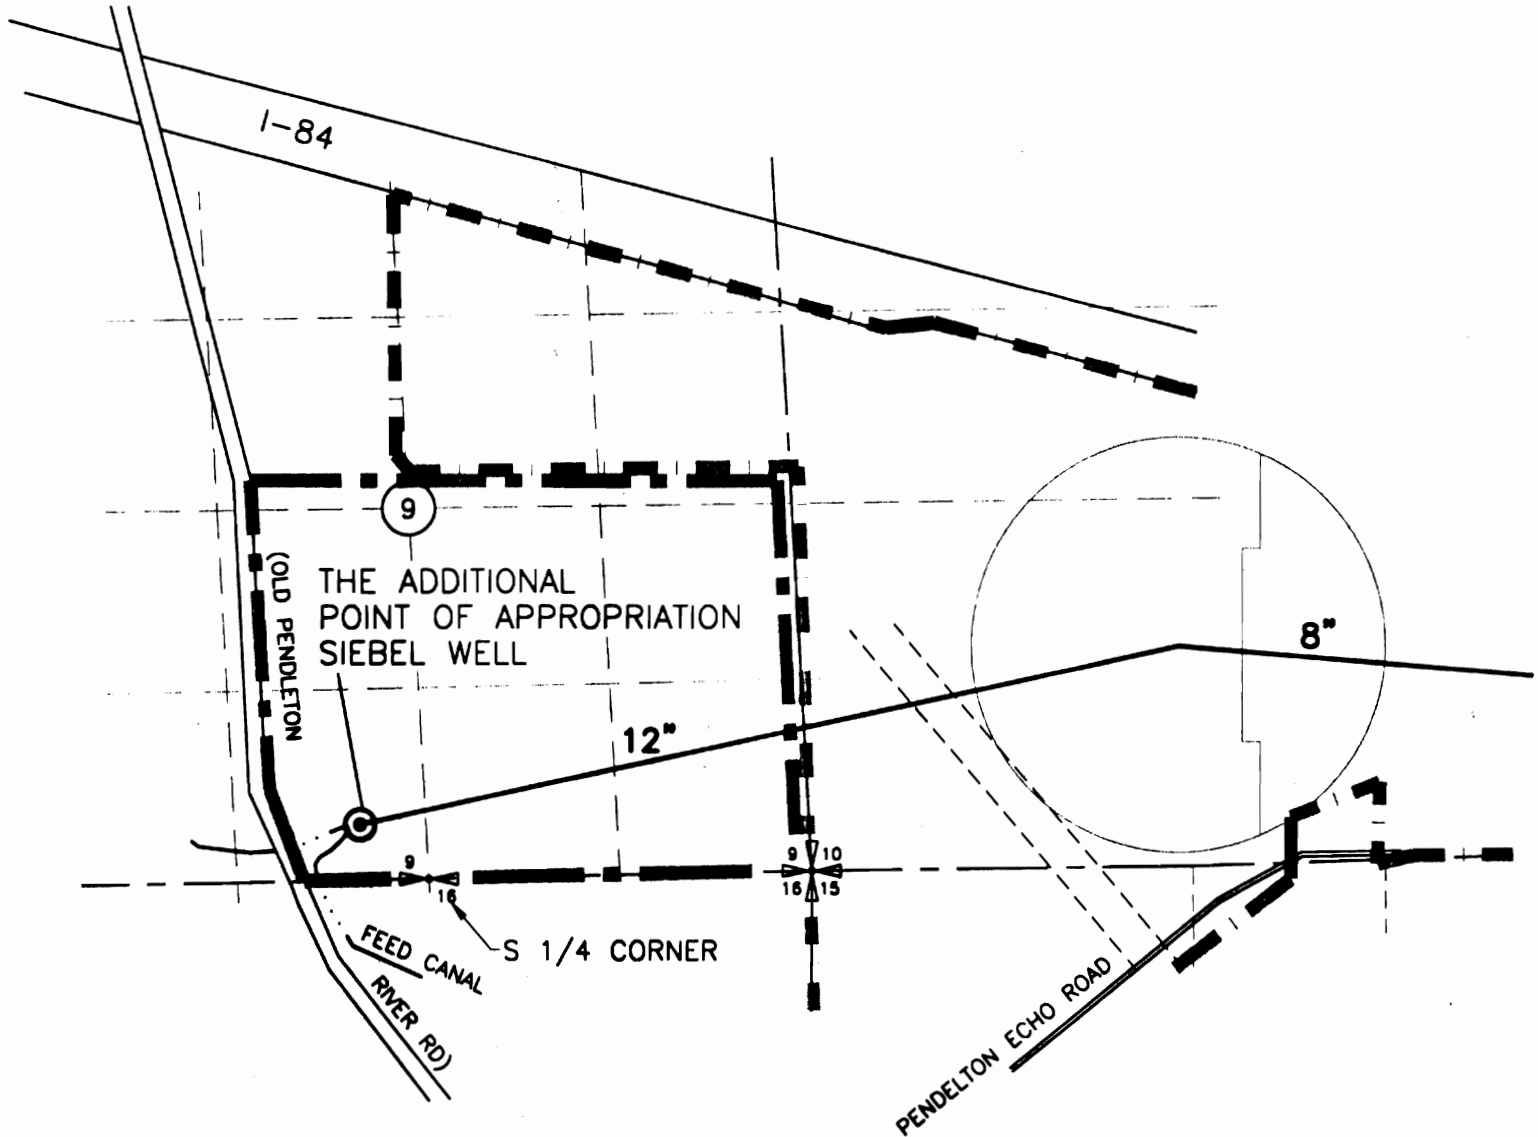 I-84
9
(OLD PENDLETON
THE ADDITIONAL
POINT OF APPROPRIATION
SIEBEL WELL
8"
12"
9
16
9 10
16 15
S 1/4 CORNER
FEED CANAL
RIVER RD)
PENDELTON ECHO ROAD